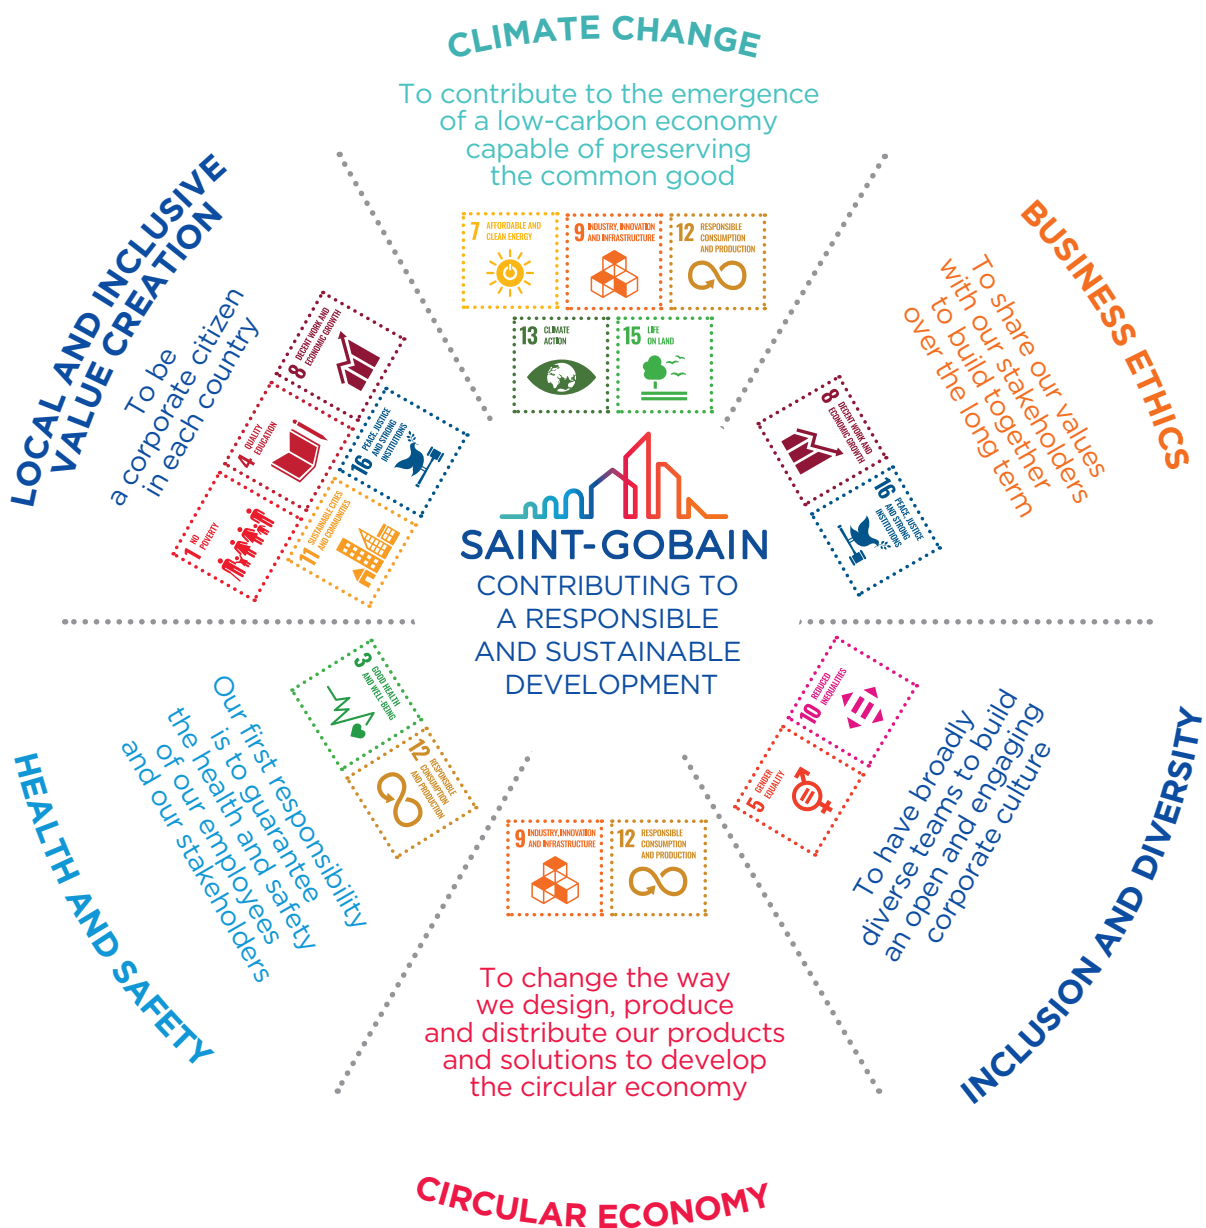 CLIMATE CHANGE
To contribute to the emergence
of a low-carbon economy
capable of preserving
the common good
7 AFFORDABLE AND
CLEAN ENERGY
9 INDUSTRY, INNOVATION
AND INFRASTRUCTURE
12 RESPONSIBLE
CONSUMPTION
AND PRODUCTION
13 CLIMATE
ACTION
15 LIFE
ON LAND
BUSINESS ETHICS
To share our values
with our stakeholders
to build together
over the long term
8 DECENT WORK AND
ECONOMIC GROWTH
16 PEACE, JUSTICE
AND STRONG
INSTITUTIONS
INCLUSION AND DIVERSITY
To have broadly
diverse teams to build
an open and engaging
corporate culture
10 REDUCED
INEQUALITIES
5 GENDER
EQUALITY
CIRCULAR ECONOMY
To change the way
we design, produce
and distribute our products
and solutions to develop
the circular economy
9 INDUSTRY, INNOVATION
AND INFRASTRUCTURE
12 RESPONSIBLE
CONSUMPTION
AND PRODUCTION
HEALTH AND SAFETY
Our first responsibility
is to guarantee
the health and safety
of our employees
and our stakeholders
3 GOOD HEALTH
AND WELL-BEING
12 RESPONSIBLE
CONSUMPTION
AND PRODUCTION
LOCAL AND INCLUSIVE
VALUE CREATION
To be
a corporate citizen
in each country
8 DECENT WORK AND
ECONOMIC GROWTH
4 QUALITY
EDUCATION
16 PEACE, JUSTICE
AND STRONG
INSTITUTIONS
1 NO
POVERTY
11 SUSTAINABLE CITIES
AND COMMUNITIES
SAINT-GOBAIN
CONTRIBUTING TO
A RESPONSIBLE
AND SUSTAINABLE
DEVELOPMENT